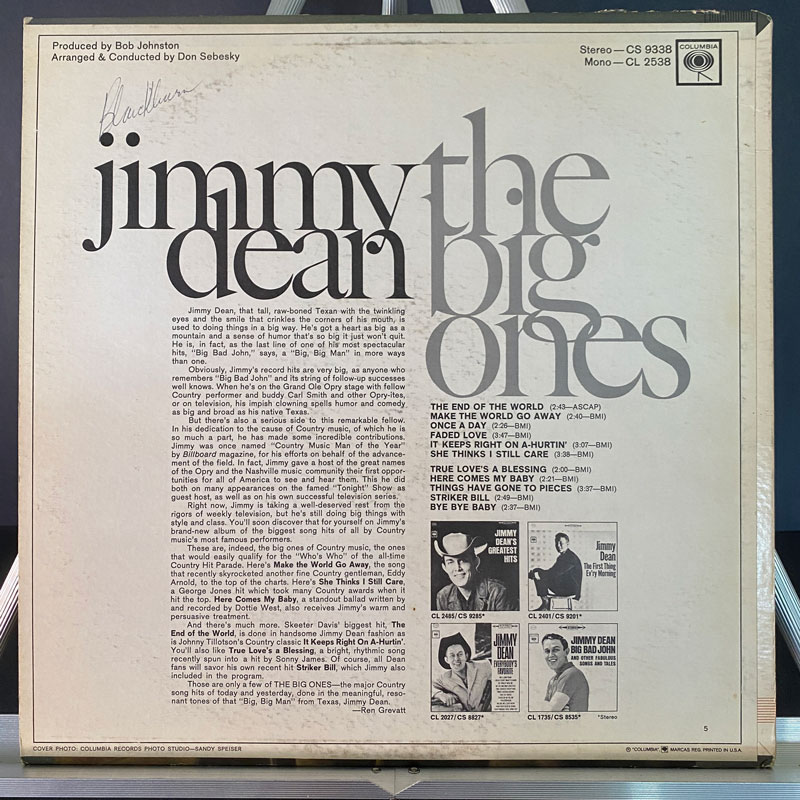 Produced by Bob Johnston
Arranged & Conducted by Don Sebesky
Stereo—CS 9338
Mono—CL 2538
COLUMBIA
Blackburn
jimmy
dean
the
big
ones
Jimmy Dean, that tall, raw-boned Texan with the twinkling
eyes and the smile that crinkles the corners of his mouth, is
used to doing things in a big way. He's got a heart as big as a
mountain and a sense of humor that's so big it just won't quit.
He is, in fact, as the last line of one of his most spectacular
hits, "Big Bad John," says, a "Big, Big Man" in more ways
than one.
Obviously, Jimmy's record hits are very big, as anyone who
remembers "Big Bad John" and its string of follow-up successes
well knows. When he's on the Grand Ole Opry stage with fellow
Country performer and buddy Carl Smith and other Opry-ites,
or on television, his impish clowning spells humor and comedy
as big and broad as his native Texas.
But there's also a serious side to this remarkable fellow.
In his dedication to the cause of Country music, of which he is
so much a part, he has made some incredible contributions.
Jimmy was once named "Country Music Man of the Year"
by Billboard magazine, for his efforts on behalf of the advance-
ment of the field. In fact, Jimmy gave a host of the great names
of the Opry and the Nashville music community their first oppor-
tunities for all of America to see and hear them. This he did
both on many appearances on the famed "Tonight" Show as
guest host, as well as on his own successful television series.
Right now, Jimmy is taking a well-deserved rest from the
rigors of weekly television, but he's still doing big things with
style and class. You'll soon discover that for yourself on Jimmy's
brand-new album of the biggest song hits of all by Country
music's most famous performers.
These are, indeed, the big ones of Country music, the ones
that would easily qualify for the "Who's Who" of the all-time
Country Hit Parade. Here's Make the World Go Away, the song
that recently skyrocketed another fine Country gentleman, Eddy
Arnold, to the top of the charts. Here's She Thinks I Still Care,
a George Jones hit which took many Country awards when it
hit the top. Here Comes My Baby, a standout ballad written by
and recorded by Dottie West, also receives Jimmy's warm and
persuasive treatment.
And there's much more. Skeeter Davis' biggest hit, The
End of the World, is done in handsome Jimmy Dean fashion as
is Johnny Tillotson's Country classic It Keeps Right On A-Hurtin'.
You'll also like True Love's a Blessing, a bright, rhythmic song
recently spun into a hit by Sonny James. Of course, all Dean
fans will savor his own recent hit Striker Bill, which Jimmy also
included in the program.
Those are only a few of THE BIG ONES—the major Country
song hits of today and yesterday, done in the meaningful, reso-
nant tones of that "Big, Big Man" from Texas, Jimmy Dean.
—Ren Grevatt
THE END OF THE WORLD (2:43—ASCAP)
MAKE THE WORLD GO AWAY (2:40—BMI)
ONCE A DAY (2:26—BMI)
FADED LOVE (3:47—BMI)
IT KEEPS RIGHT ON A-HURTIN' (3:07—BMI)
SHE THINKS I STILL CARE (3:38—BMI)
TRUE LOVE'S A BLESSING (2:00—BMI)
HERE COMES MY BABY (2:21—BMI)
THINGS HAVE GONE TO PIECES (3:37—BMI)
STRIKER BILL (2:49—BMI)
BYE BYE BABY (2:37—BMI)
JIMMY
DEAN'S
GREATEST
HITS
CL 2485/CS 9285*
Jimmy
Dean
The First Thing
Ev'ry Morning
CL 2401/CS 9201*
JIMMY
DEAN
EVERYBODY'S
FAVORITE
CL 2027/CS 8827*
JIMMY DEAN
BIG BAD JOHN
AND OTHER FABULOUS
SONGS AND TALES
CL 1735/CS 8535*
*Stereo
5
COVER PHOTO: COLUMBIA RECORDS PHOTO STUDIO—SANDY SPEISER
® "COLUMBIA", MARCAS REG. PRINTED IN U.S.A.